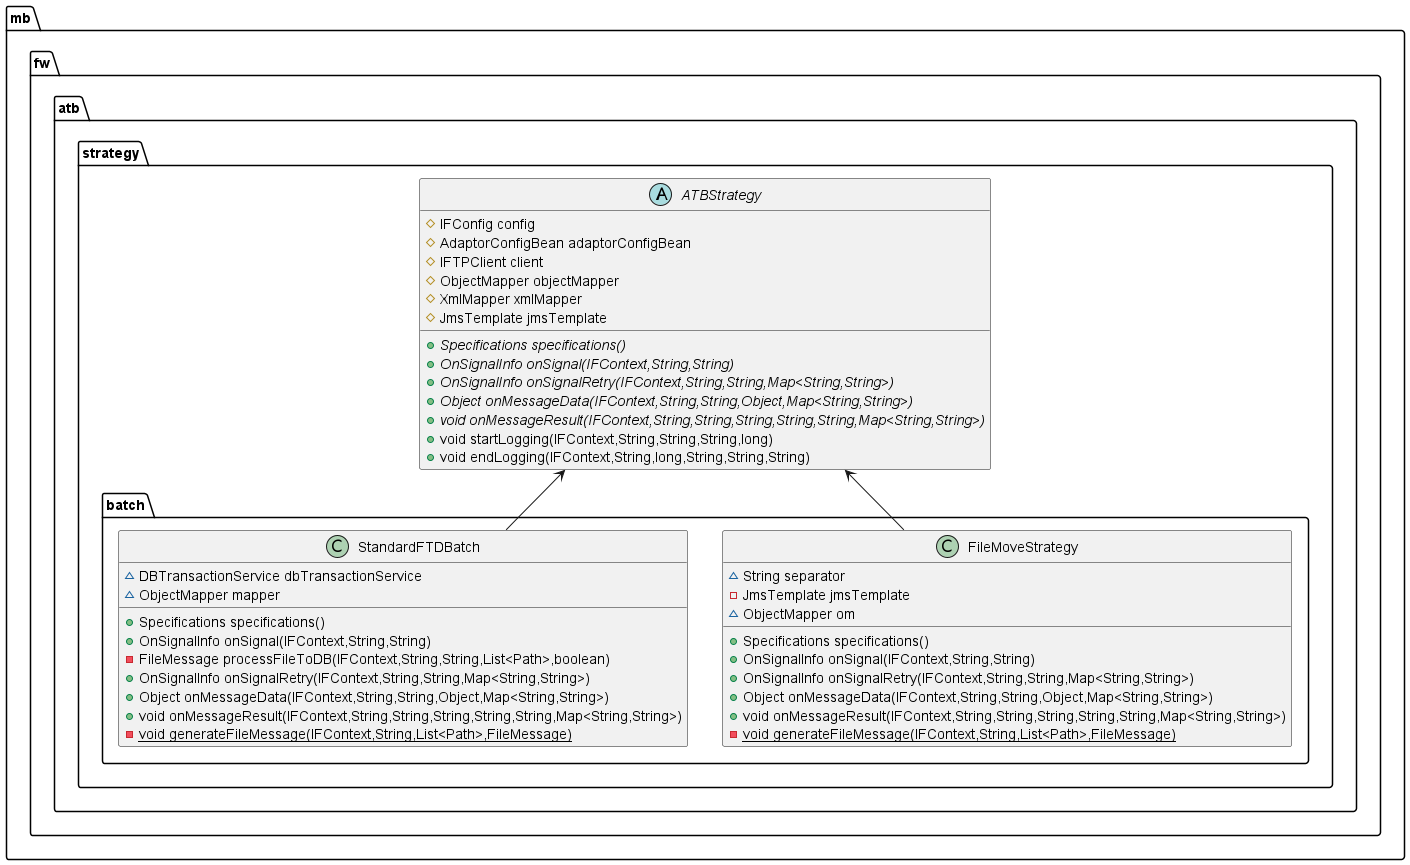 mb
fw
atb
strategy
A ATBStrategy
IFConfig config
AdaptorConfigBean adaptorConfigBean
IFTPClient client
ObjectMapper objectMapper
XmlMapper xmlMapper
JmsTemplate jmsTemplate
Specifications specifications()
OnSignalInfo onSignal(IFContext,String,String)
OnSignalInfo onSignalRetry(IFContext,String,String,Map<String,String>)
Object onMessageData(IFContext,String,String,Object,Map<String,String>)
void onMessageResult(IFContext,String,String,String,String,String,Map<String,String>)
void startLogging(IFContext,String,String,String,long)
void endLogging(IFContext,String,long,String,String,String)
batch
C StandardFTDBatch
DBTransactionService dbTransactionService
ObjectMapper mapper
Specifications specifications()
OnSignalInfo onSignal(IFContext,String,String)
FileMessage processFileToDB(IFContext,String,String,List<Path>,boolean)
OnSignalInfo onSignalRetry(IFContext,String,String,Map<String,String>)
Object onMessageData(IFContext,String,String,Object,Map<String,String>)
void onMessageResult(IFContext,String,String,String,String,String,Map<String,String>)
void generateFileMessage(IFContext,String,List<Path>,FileMessage)
C FileMoveStrategy
String separator
JmsTemplate jmsTemplate
ObjectMapper om
Specifications specifications()
OnSignalInfo onSignal(IFContext,String,String)
OnSignalInfo onSignalRetry(IFContext,String,String,Map<String,String>)
Object onMessageData(IFContext,String,String,Object,Map<String,String>)
void onMessageResult(IFContext,String,String,String,String,String,Map<String,String>)
void generateFileMessage(IFContext,String,List<Path>,FileMessage)